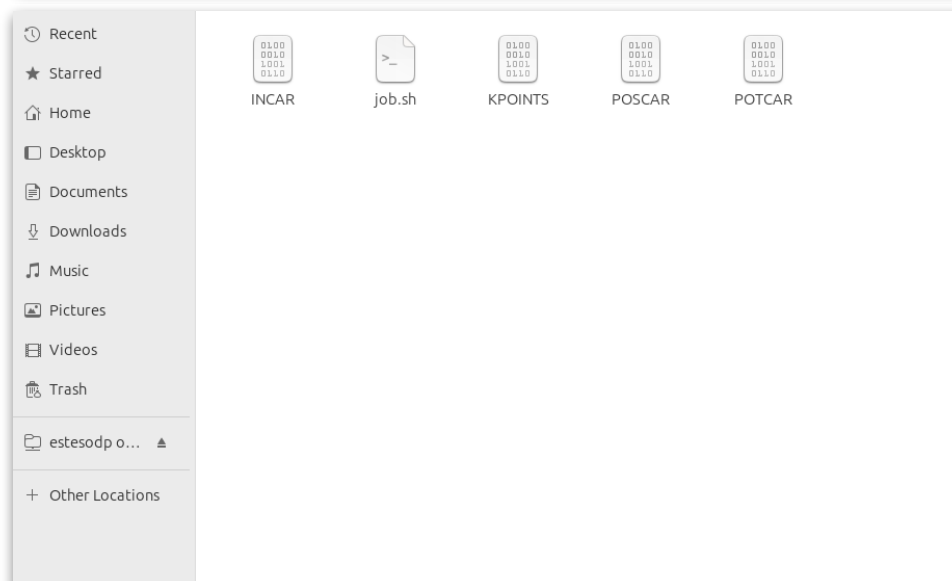 Recent
Starred
Home
Desktop
Documents
Downloads
Music
Pictures
Videos
Trash
estesodp o...
Other Locations
INCAR job.sh KPOINTS POSCAR POTCAR